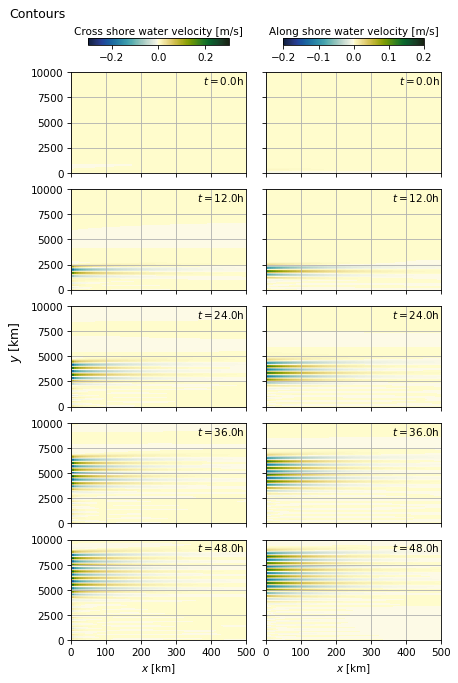 Contours
Cross shore water velocity [m/s] Along shore water velocity [m/s]
−0.2 0.0 0.2 −0.2 −0.1 0.0 0.1 0.2
10000 t = 0.0h t = 0.0h
7500
5000
2500
0
10000 t = 12.0h t = 12.0h
7500
5000
2500
0
10000 t = 24.0h t = 24.0h
7500
y [km]
5000
2500
0
10000 t = 36.0h t = 36.0h
7500
5000
2500
0
10000 t = 48.0h t = 48.0h
7500
5000
2500
0
0 100 200 300 400 500 0 100 200 300 400 500
x [km] x [km]